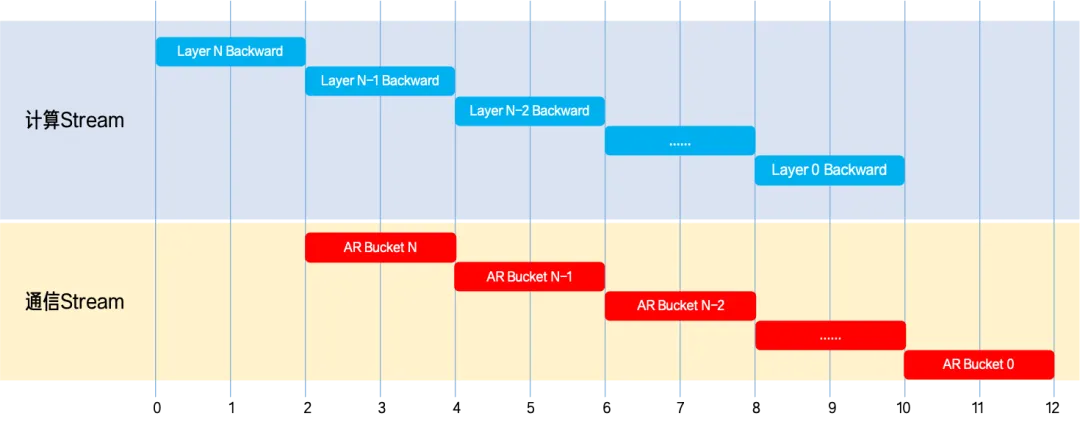 Layer N Backward
Layer N-1 Backward
Layer N-2 Backward
......
Layer 0 Backward
计算Stream
AR Bucket N
AR Bucket N-1
AR Bucket N-2
......
AR Bucket 0
通信Stream
0 1 2 3 4 5 6 7 8 9 10 11 12